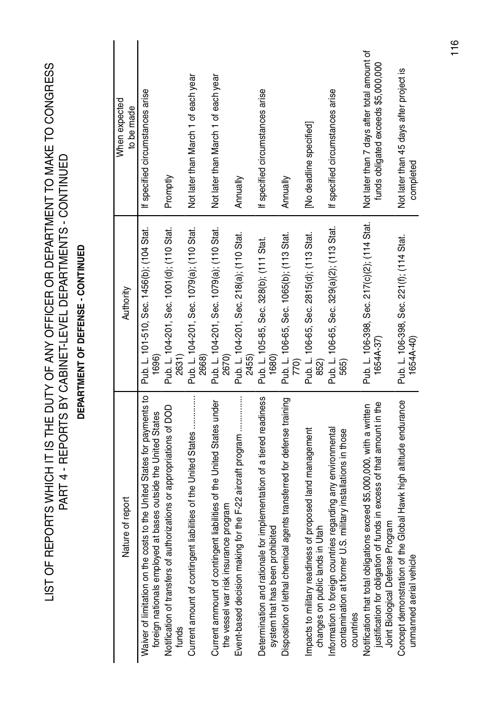 LIST OF REPORTS WHICH IT IS THE DUTY OF ANY OFFICER OR DEPARTMENT TO MAKE TO CONGRESS
PART 4 - REPORTS BY CABINET-LEVEL DEPARTMENTS - CONTINUED
DEPARTMENT OF DEFENSE - CONTINUED
Nature of report
Authority
When expected
to be made
Waiver of limitation on the costs to the United States for payments to
foreign nationals employed at bases outside the United States
Pub. L. 101-510, Sec. 1456(b); (104 Stat.
1696)
If specified circumstances arise
Notification of transfers of authorizations or appropriations of DOD
funds
Pub. L. 104-201, Sec. 1001(d); (110 Stat.
2631)
Promptly
Current amount of contingent liabilities of the United States ...............
Pub. L. 104-201, Sec. 1079(a); (110 Stat.
2668)
Not later than March 1 of each year
Current ammount of contingent liabilities of the United States under
the vessel war risk insurance program
Pub. L. 104-201, Sec. 1079(a); (110 Stat.
2670)
Not later than March 1 of each year
Event-based decision making for the F-22 aircraft program ...............
Pub. L. 104-201, Sec. 218(a); (110 Stat.
2455)
Annually
Determination and rationale for implementation of a tiered readiness
system that has been prohibited
Pub. L. 105-85, Sec. 328(b); (111 Stat.
1680)
If specified circumstances arise
Disposition of lethal chemical agents transferred for defense training
Pub. L. 106-65, Sec. 1065(b); (113 Stat.
770)
Annually
Impacts to military readiness of proposed land management
changes on public lands in Utah
Pub. L. 106-65, Sec. 2815(d); (113 Stat.
852)
[No deadline specified]
Information to foreign countries regarding any environmental
contamination at former U.S. military installations in those
countries
Pub. L. 106-65, Sec. 329(a)(2); (113 Stat.
565)
If specified circumstances arise
Notification that total obligations exceed $5,000,000, with a written
justification for obligation of funds in excess of that amount in the
Joint Biological Defense Program
Pub. L. 106-398, Sec. 217(c)(2); (114 Stat.
1654A-37)
Not later than 7 days after total amount of
funds obligated exceeds $5,000,000
Concept demonstration of the Global Hawk high altitude endurance
unmanned aerial vehicle
Pub. L. 106-398, Sec. 221(f); (114 Stat.
1654A-40)
Not later than 45 days after project is
completed
116